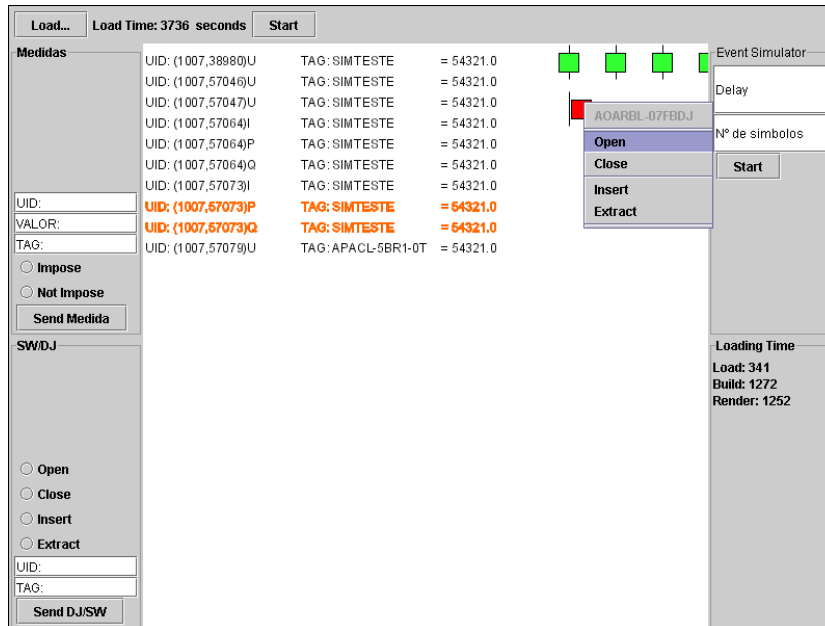 Load... Load Time: 3736 seconds Start
Medidas
UID:
VALOR:
TAG:
Impose
Not Impose
Send Medida
SW/DJ
Open
Close
Insert
Extract
UID:
TAG:
Send DJ/SW
UID: (1007,38980)U TAG: SIMTESTE = 54321.0
UID: (1007,57046)U TAG: SIMTESTE = 54321.0
UID: (1007,57047)U TAG: SIMTESTE = 54321.0
UID: (1007,57064)I TAG: SIMTESTE = 54321.0
UID: (1007,57064)P TAG: SIMTESTE = 54321.0
UID: (1007,57064)Q TAG: SIMTESTE = 54321.0
UID: (1007,57073)I TAG: SIMTESTE = 54321.0
UID: (1007,57073)P TAG: SIMTESTE = 54321.0
UID: (1007,57073)Q TAG: SIMTESTE = 54321.0
UID: (1007,57079)U TAG: APACL-5BR1-0T = 54321.0
AOARBL-07FBDJ
Open
Close
Insert
Extract
Event Simulator
Delay
Nº de simbolos
Start
Loading Time
Load: 341
Build: 1272
Render: 1252